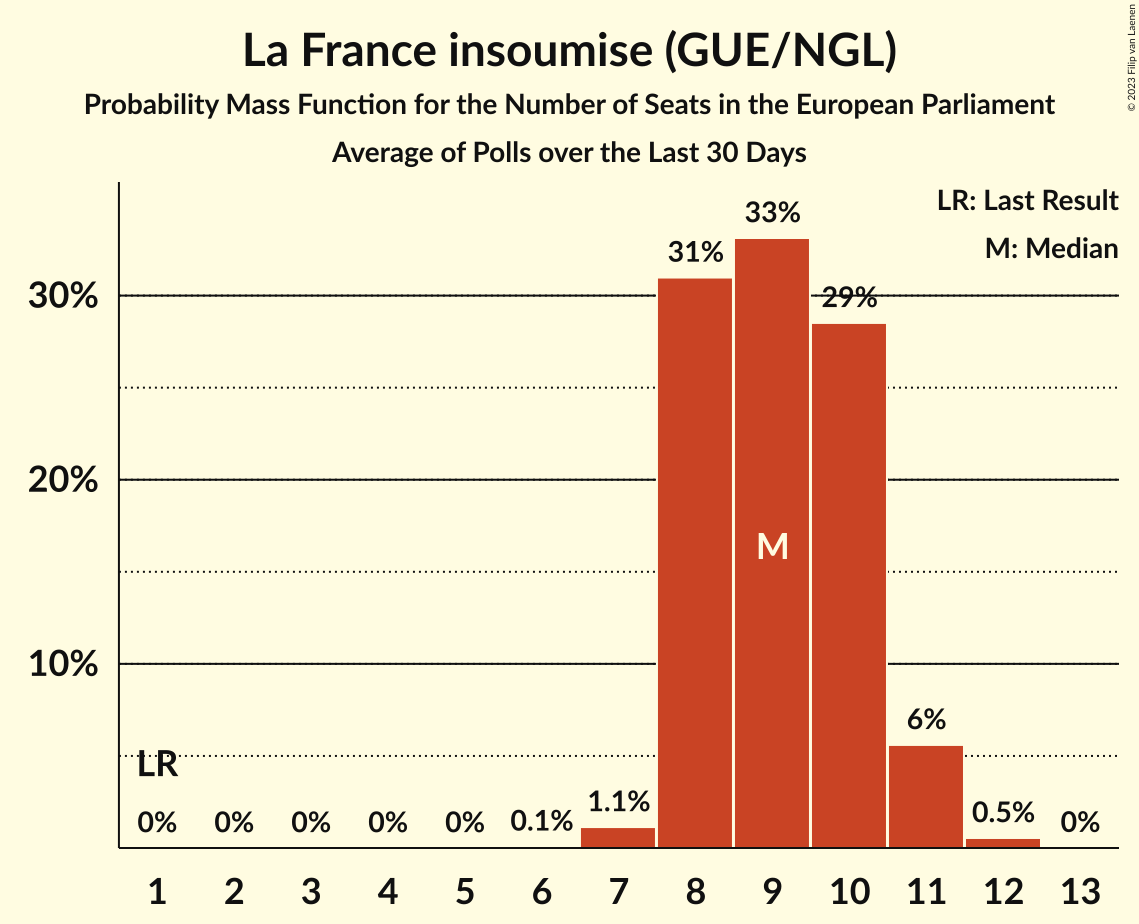 © 2023 Filip van Laenen
La France insoumise (GUE/NGL)
Probability Mass Function for the Number of Seats in the European Parliament
Average of Polls over the Last 30 Days
LR: Last Result
M: Median
30%
20%
10%
LR
0%
0%
0%
0%
0%
0.1%
1.1%
31%
33%
29%
6%
0.5%
0%
M
1 2 3 4 5 6 7 8 9 10 11 12 13